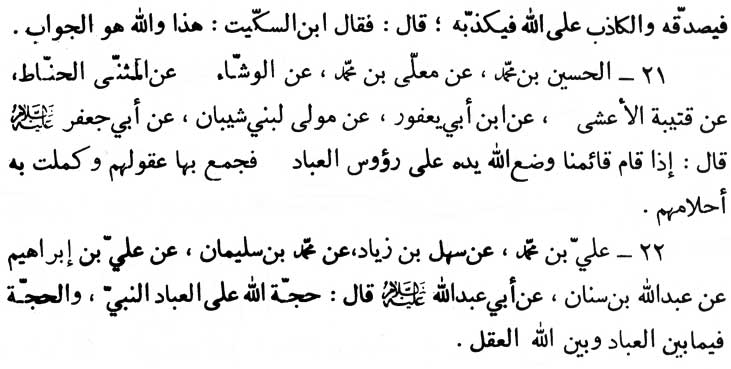 فيصدّقه والكاذب على الله فيكذّبه ؛ قال : فقال ابن السكّيت : هذا والله هو الجواب .
٢١ ــ الحسين بن محمّد ، عن معلّى بن محمّد ، عن الوشّاء عن المثنّى الحنّاط،
عن قتيبة الأعشى ، عن ابن أبي يعفور ، عن مولى لبني شيبان ، عن أبي جعفر عليه‌السلام
قال : إذا قام قائمنا وضع الله يده على رؤوس العباد فجمع بها عقولهم وكملت به
أحلامهم .
٢٢ ــ عليّ بن محمّد ، عن سهل بن زياد،عن محمّد بن سليمان ، عن عليّ بن إبراهيم
عن عبدالله بن سنان ، عن أبي عبدالله عليه‌السلام قال : حجّة الله على العباد النبيّ ، والحجّة
فيما بين العباد وبين الله العقل .